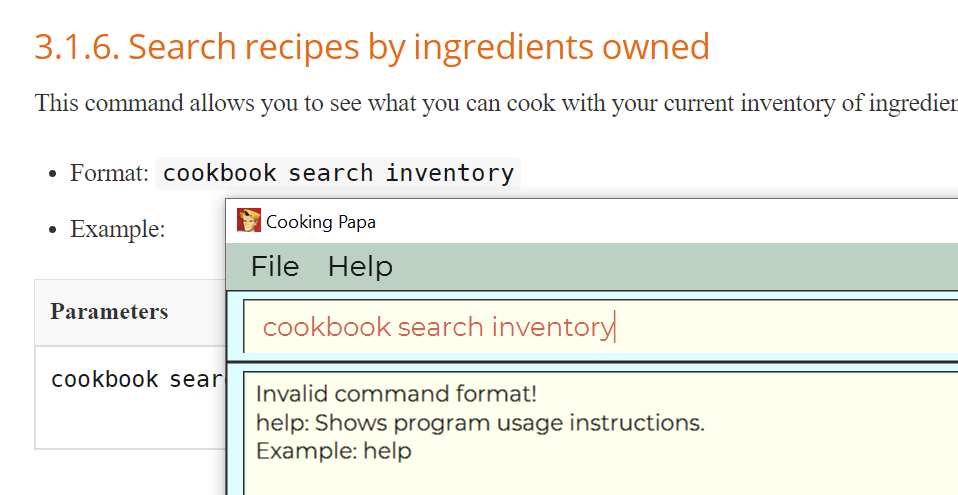 3.1.6. Search recipes by ingredients owned
This command allows you to see what you can cook with your current inventory of
• Format: cookbook search inventory
• Example:
Parameters
cookbook
Cooking Papa
File Help
cookbook search inventory
Invalid command format!
help: Shows program usage instructions.
Example: help